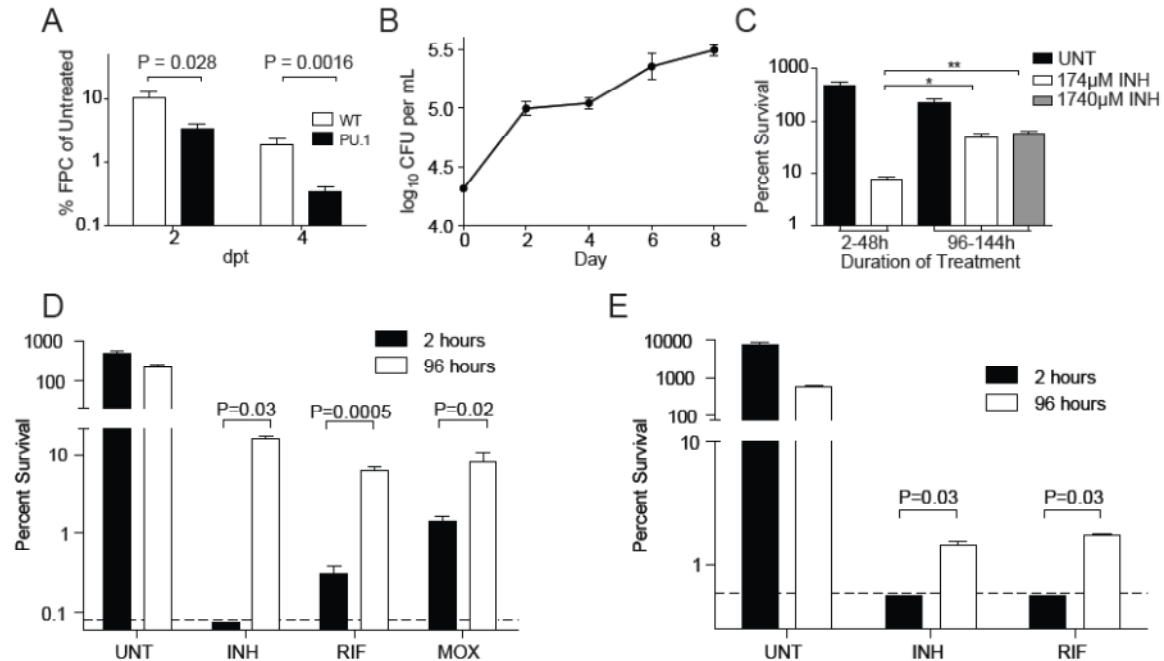 A
P = 0.028
P = 0.0016
% FPC of Untreated
10
1
0.1
WT
PU.1
2
4
dpt
B
log10 CFU per mL
5.5
5.0
4.5
4.0
0
2
4
6
8
Day
C
UNT
174µM INH
1740µM INH
**
*
Percent Survival
1000
100
10
1
2-48h
96-144h
Duration of Treatment
D
2 hours
96 hours
1000
100
10
1
0.1
Percent Survival
P=0.03
P=0.0005
P=0.02
UNT
INH
RIF
MOX
E
2 hours
96 hours
10000
1000
100
10
1
Percent Survival
P=0.03
P=0.03
UNT
INH
RIF